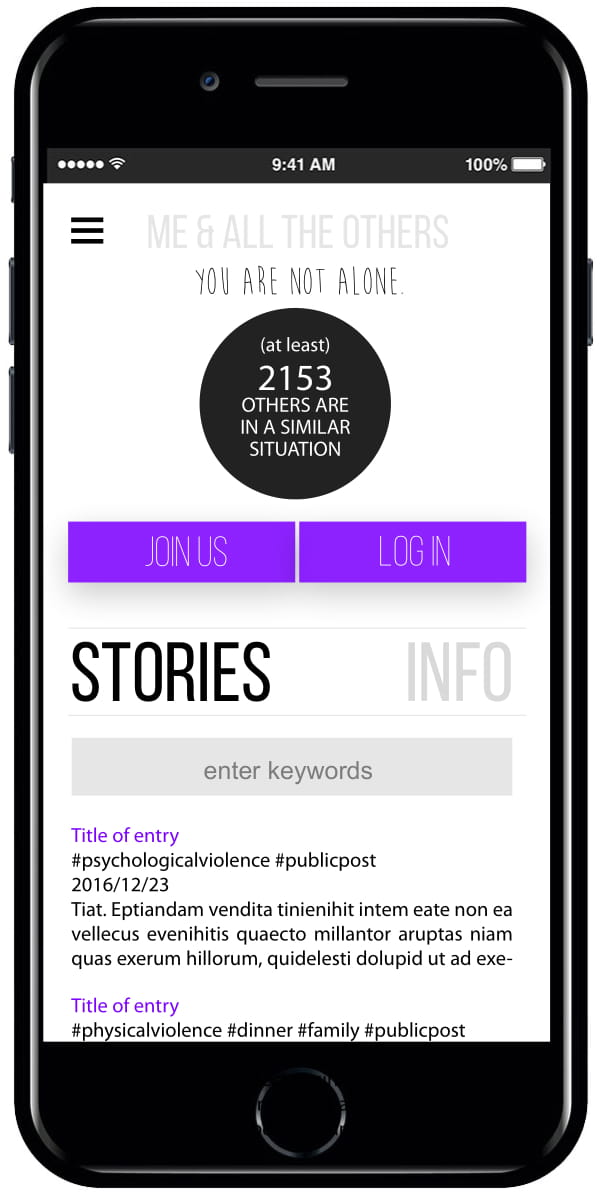 9:41 AM
100%
ME & ALL THE OTHERS
YOU ARE NOT ALONE.
(at least)
2153
OTHERS ARE
IN A SIMILAR
SITUATION
JOIN US
LOG IN
STORIES
INFO
enter keywords
Title of entry
#psychologicalviolence #publicpost
2016/12/23
Tiat. Eptiandam vendita tinienihit intem eate non ea
vellecus evenihitis quaecto millantor aruptas niam
quas exerum hillorum, quidelesti dolupid ut ad exe-
Title of entry
#physicalviolence #dinner #family #publicpost